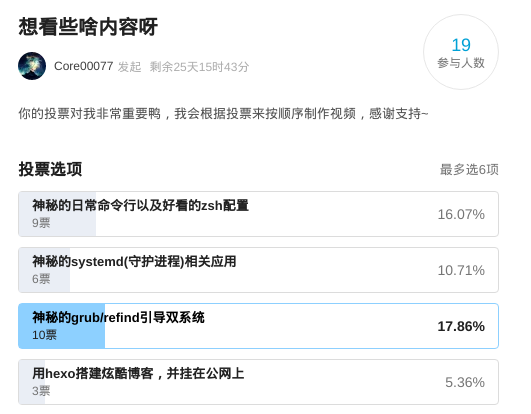 想看些啥内容呀
19
参与人数
Core00077 发起 剩余25天15时43分
你的投票对我非常重要鸭，我会根据投票来按顺序制作视频，感谢支持~
投票选项 最多选6项
神秘的日常命令行以及好看的zsh配置
9票
16.07%
神秘的systemd(守护进程)相关应用
6票
10.71%
神秘的grub/refind引导双系统
10票
17.86%
用hexo搭建炫酷博客，并挂在公网上
3票
5.36%